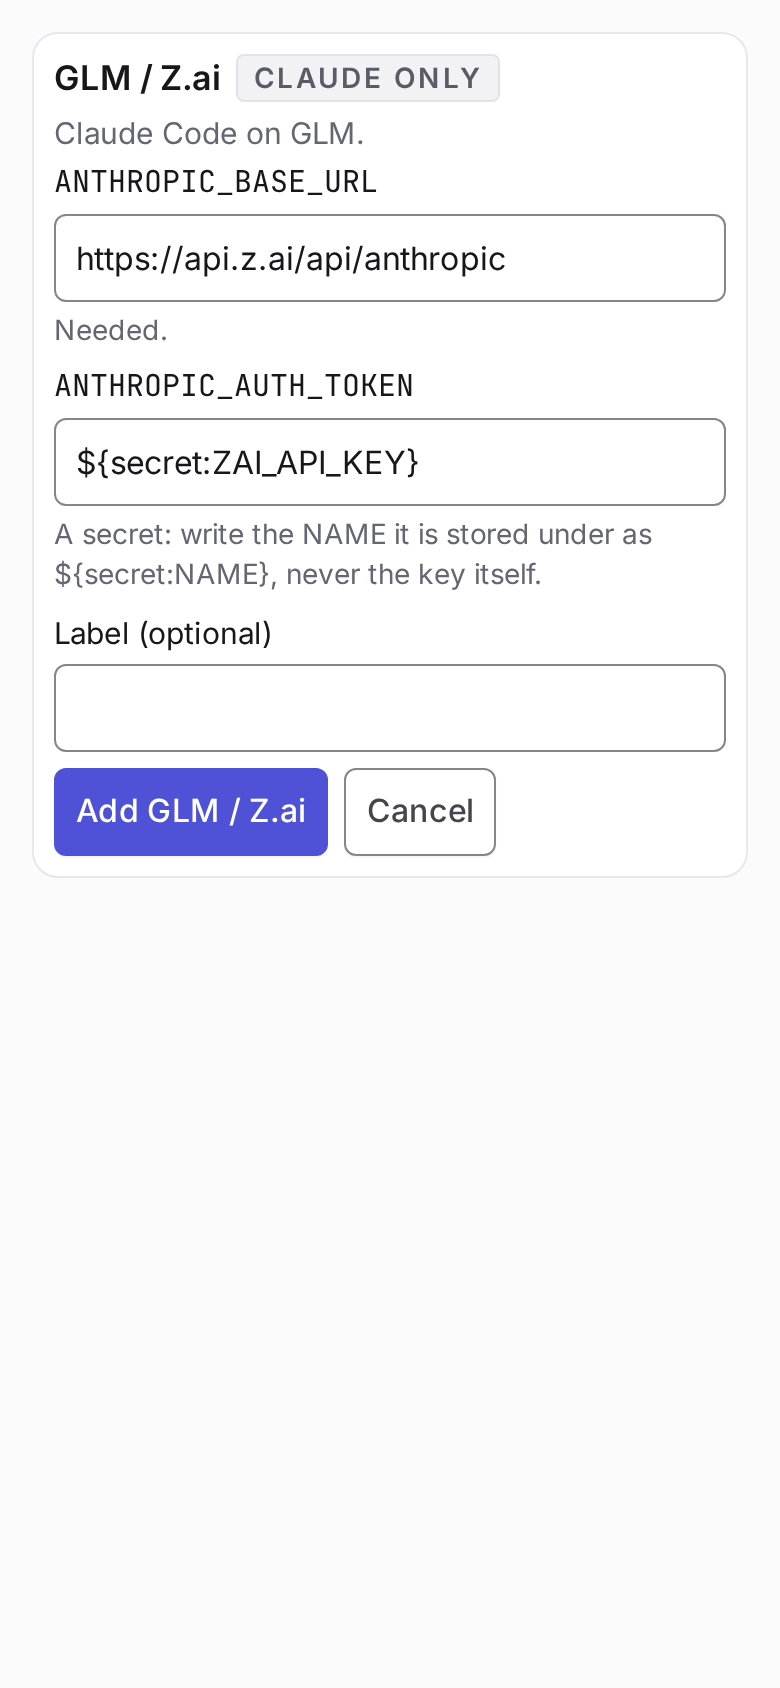 GLM / Z.ai CLAUDE ONLY
Claude Code on GLM.
ANTHROPIC_BASE_URL
https://api.z.ai/api/anthropic
Needed.
ANTHROPIC_AUTH_TOKEN
${secret:ZAI_API_KEY}
A secret: write the NAME it is stored under as
${secret:NAME}, never the key itself.
Label (optional)
Add GLM / Z.ai Cancel